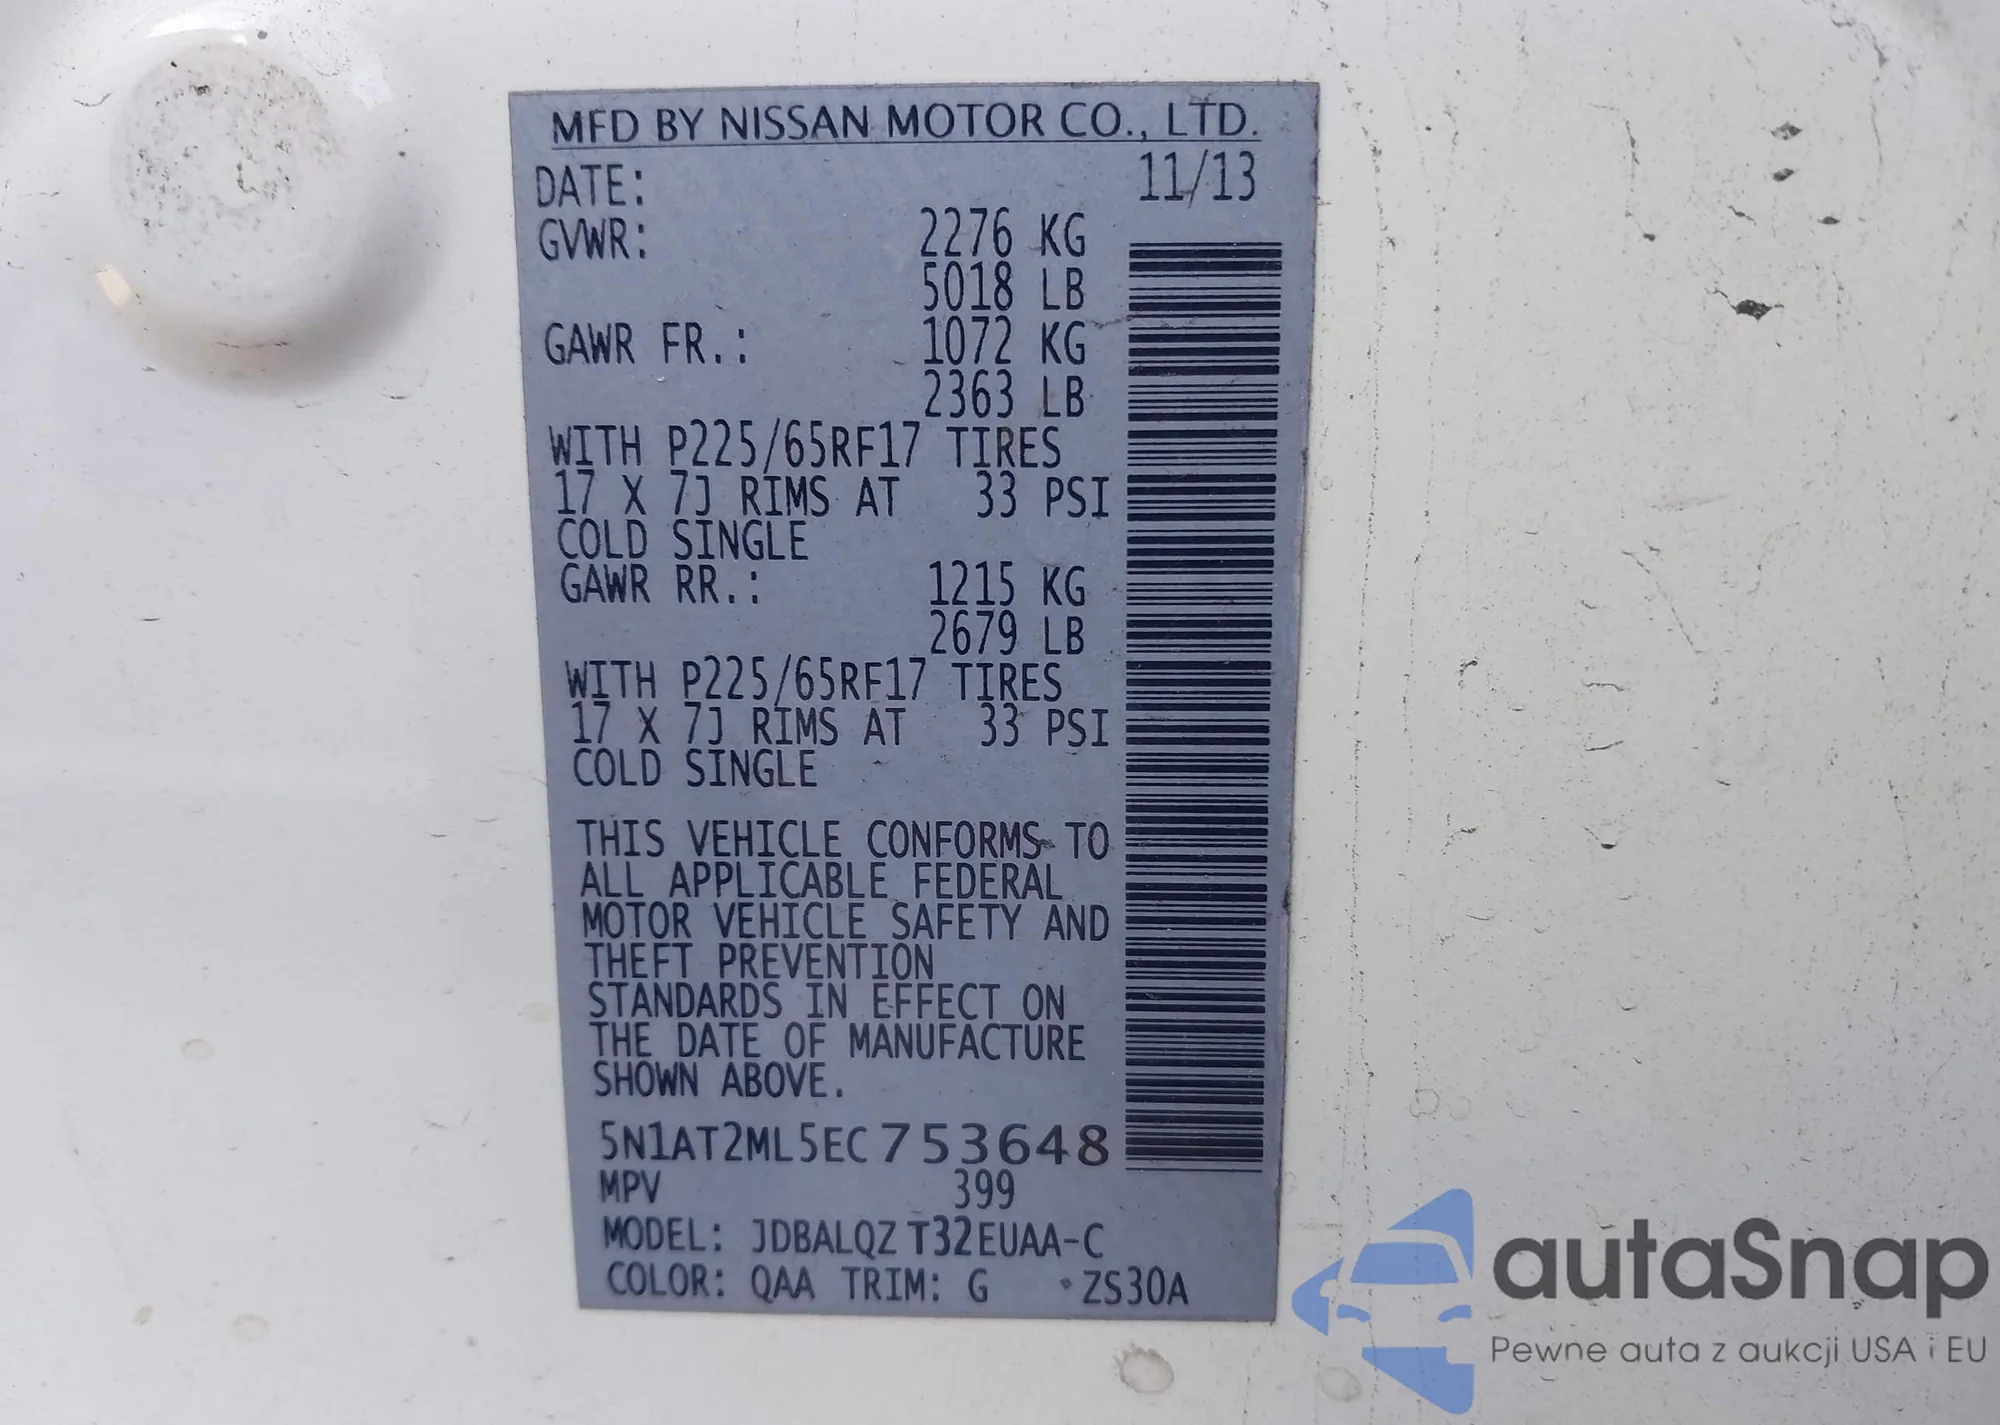 MFD BY NISSAN MOTOR CO., LTD.
DATE: 11/13
GVWR: 2276 KG
5018 LB
GAWR FR.: 1072 KG
2363 LB
WITH P225/65RF17 TIRES
17 X 7J RIMS AT 33 PSI
COLD SINGLE
GAWR RR.: 1215 KG
2679 LB
WITH P225/65RF17 TIRES
17 X 7J RIMS AT 33 PSI
COLD SINGLE
THIS VEHICLE CONFORMS TO
ALL APPLICABLE FEDERAL
MOTOR VEHICLE SAFETY AND
THEFT PREVENTION
STANDARDS IN EFFECT ON
THE DATE OF MANUFACTURE
SHOWN ABOVE.
5N1AT2ML5EC753648
MPV 399
MODEL: JDBALQZ T32EUAA-C
COLOR: QAA TRIM: G ZS30A
autaSnap
Pewne auta z aukcji USA i EU